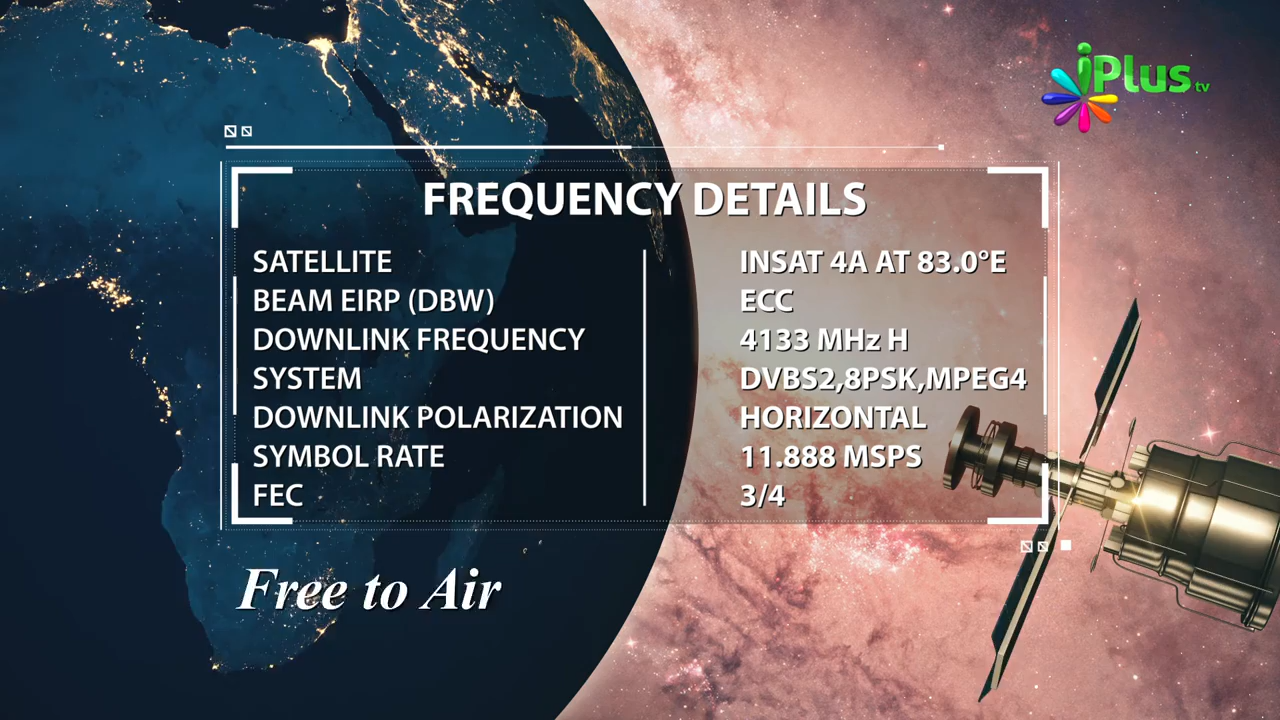 iPlus tv
FREQUENCY DETAILS
SATELLITE INSAT 4A AT 83.0°E
BEAM EIRP (DBW) ECC
DOWNLINK FREQUENCY 4133 MHz H
SYSTEM DVBS2,8PSK,MPEG4
DOWNLINK POLARIZATION HORIZONTAL
SYMBOL RATE 11.888 MSPS
FEC 3/4
Free to Air